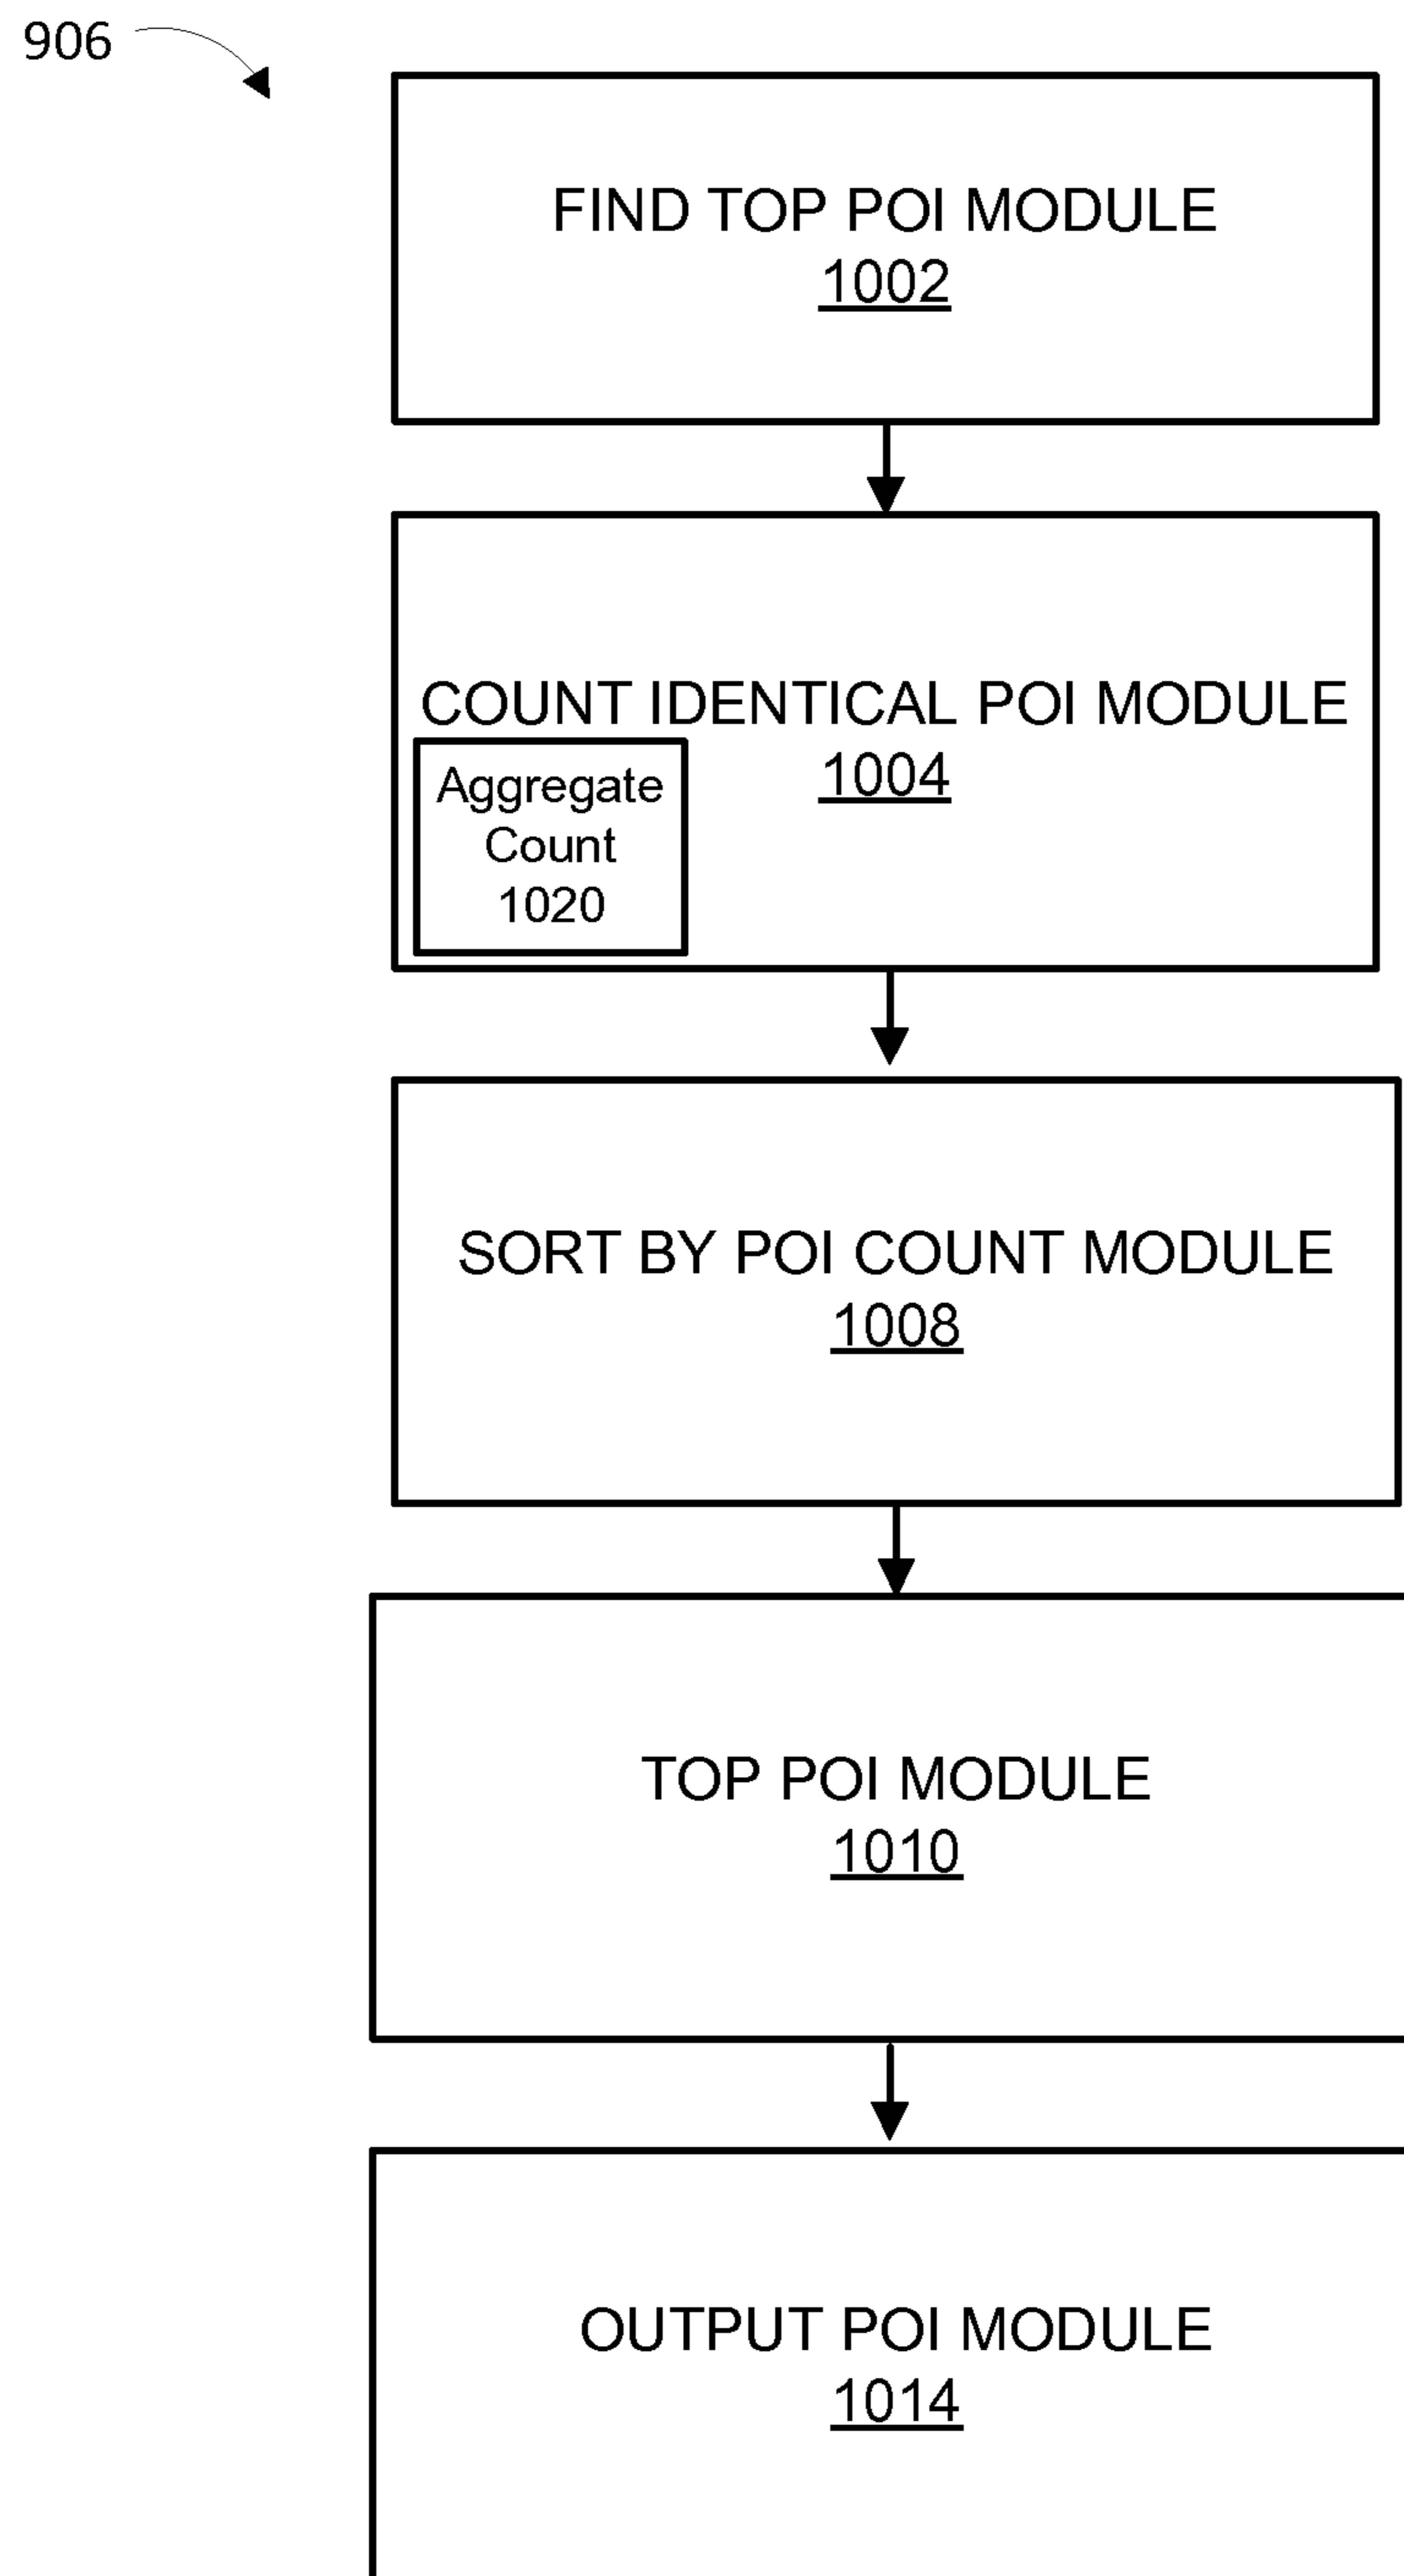 906
FIND TOP POI MODULE
1002
COUNT IDENTICAL POI MODULE
1004
Aggregate
Count
1020
SORT BY POI COUNT MODULE
1008
TOP POI MODULE
1010
OUTPUT POI MODULE
1014